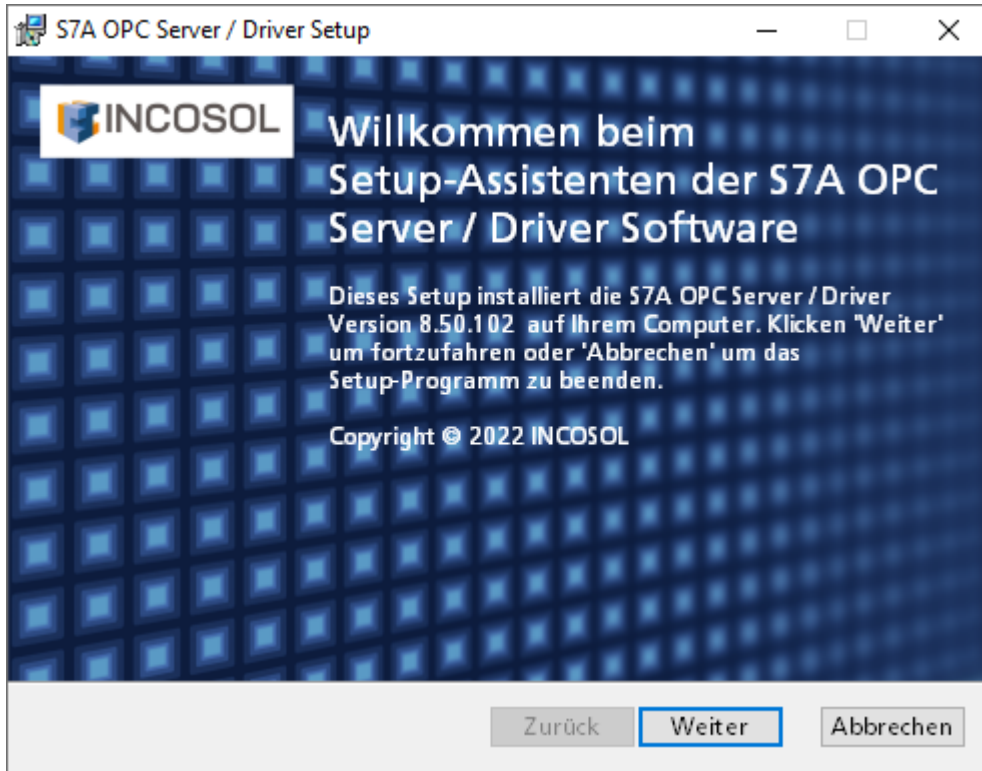 S7A OPC Server / Driver Setup
INCOSOL
Willkommen beim
Setup-Assistenten der S7A OPC
Server / Driver Software
Dieses Setup installiert die S7A OPC Server / Driver
Version 8.50.102 auf Ihrem Computer. Klicken 'Weiter'
um fortzufahren oder 'Abbrechen' um das
Setup-Programm zu beenden.
Copyright © 2022 INCOSOL
Zurück Weiter Abbrechen